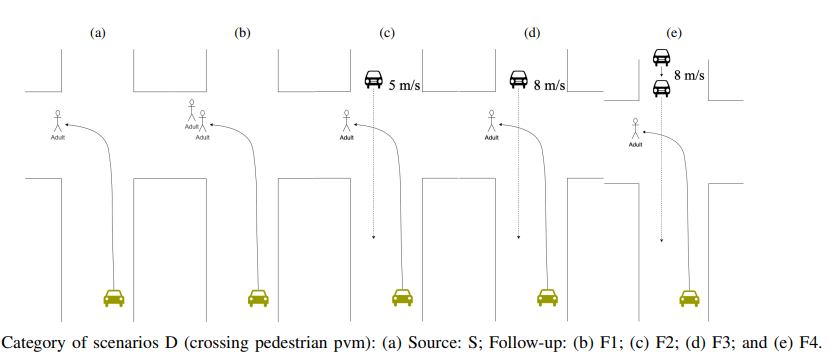 (a) (b) (c) (d) (e)
5 m/s 8 m/s 8 m/s
Adult Adult Adult Adult Adult Adult
Category of scenarios D (crossing pedestrian pvm): (a) Source: S; Follow-up: (b) F1; (c) F2; (d) F3; and (e) F4.